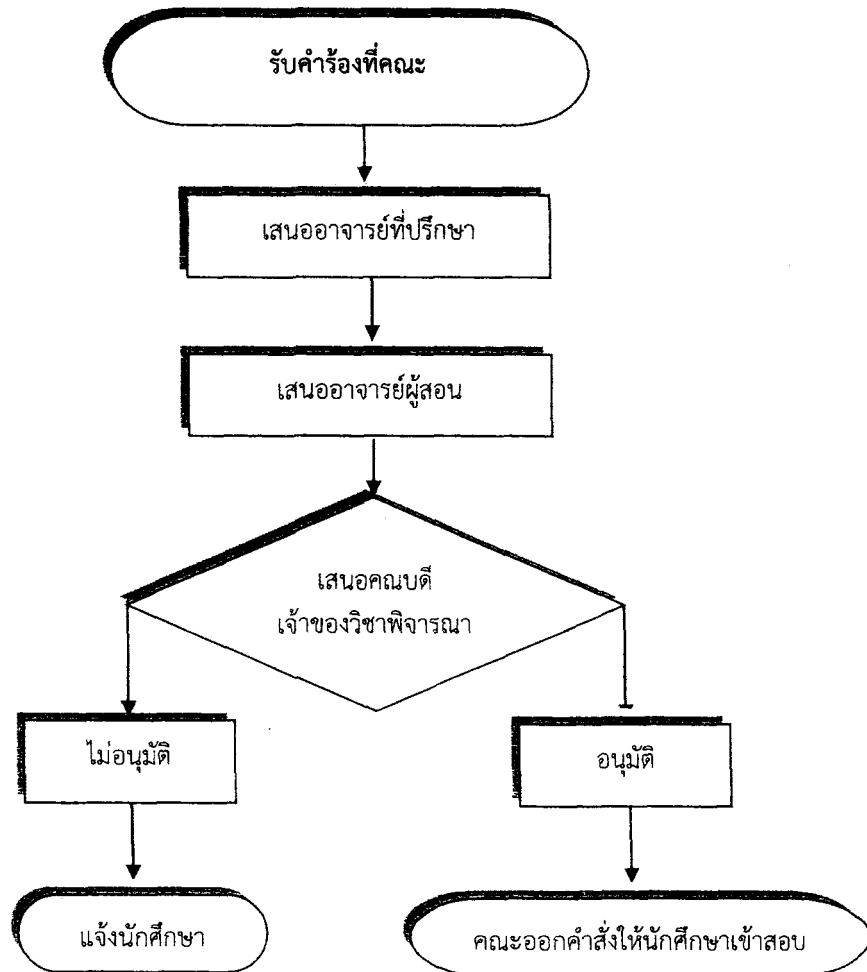 รับคำร้องที่คณะ
เสนออาจารย์ที่ปรึกษา
เสนออาจารย์ผู้สอน
เสนอคณบดี
เจ้าของวิชาพิจารณา
ไม่อนุมัติ
อนุมัติ
แจ้งนักศึกษา
คณะออกคำสั่งให้นักศึกษาเข้าสอบ